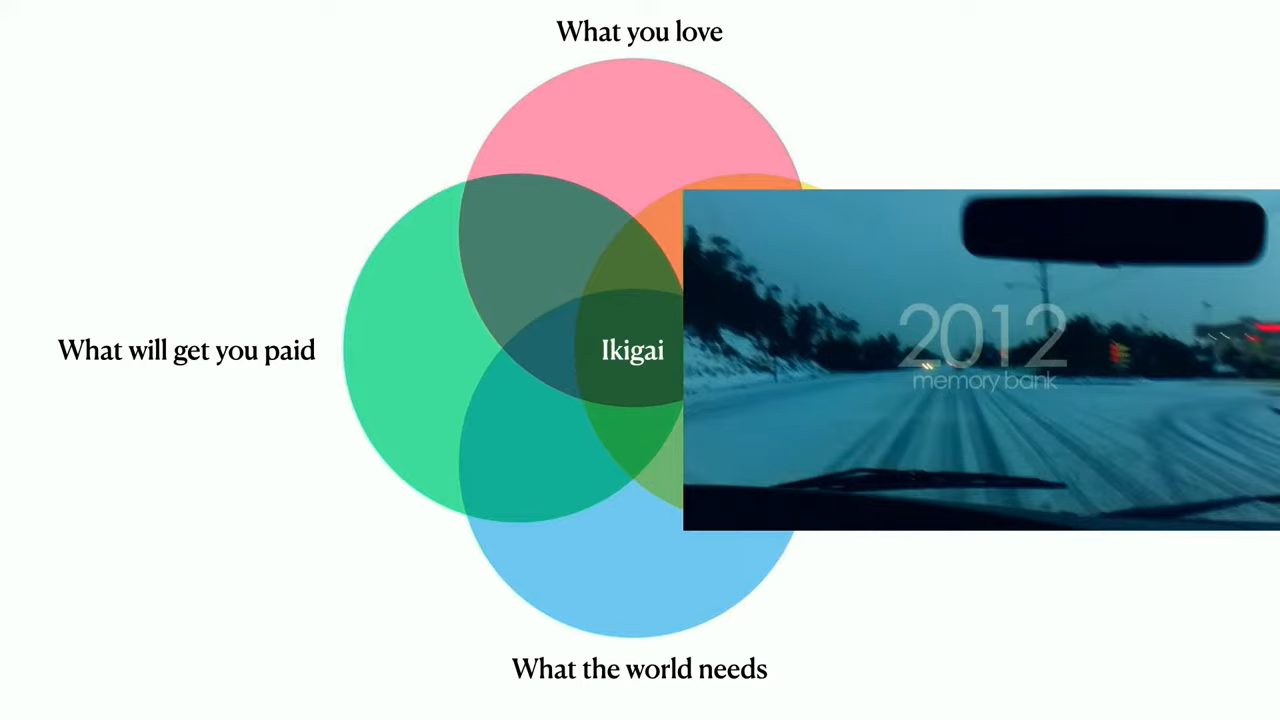 What you love
What will get you paid
Ikigai
2012
memory bank
What the world needs